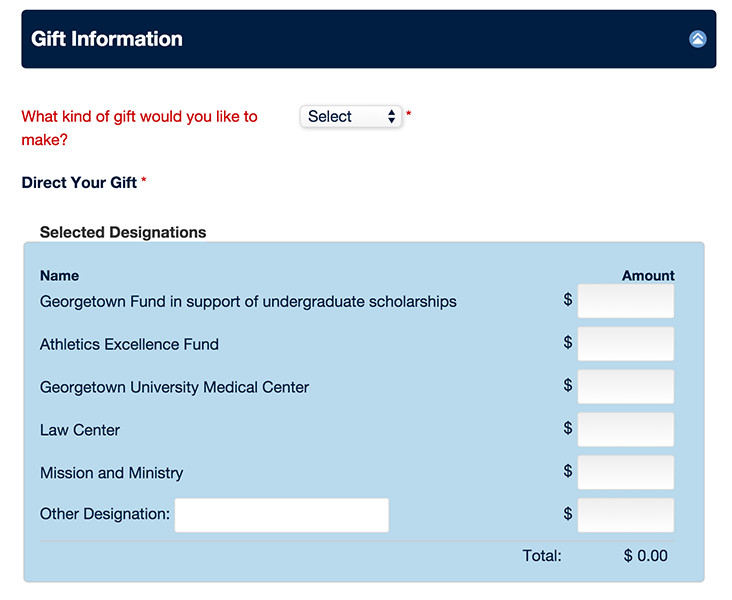 Gift Information
What kind of gift would you like to
make?
Select
*
Direct Your Gift *
Selected Designations
Name Amount
Georgetown Fund in support of undergraduate scholarships $
Athletics Excellence Fund $
Georgetown University Medical Center $
Law Center $
Mission and Ministry $
Other Designation: $
Total: $ 0.00